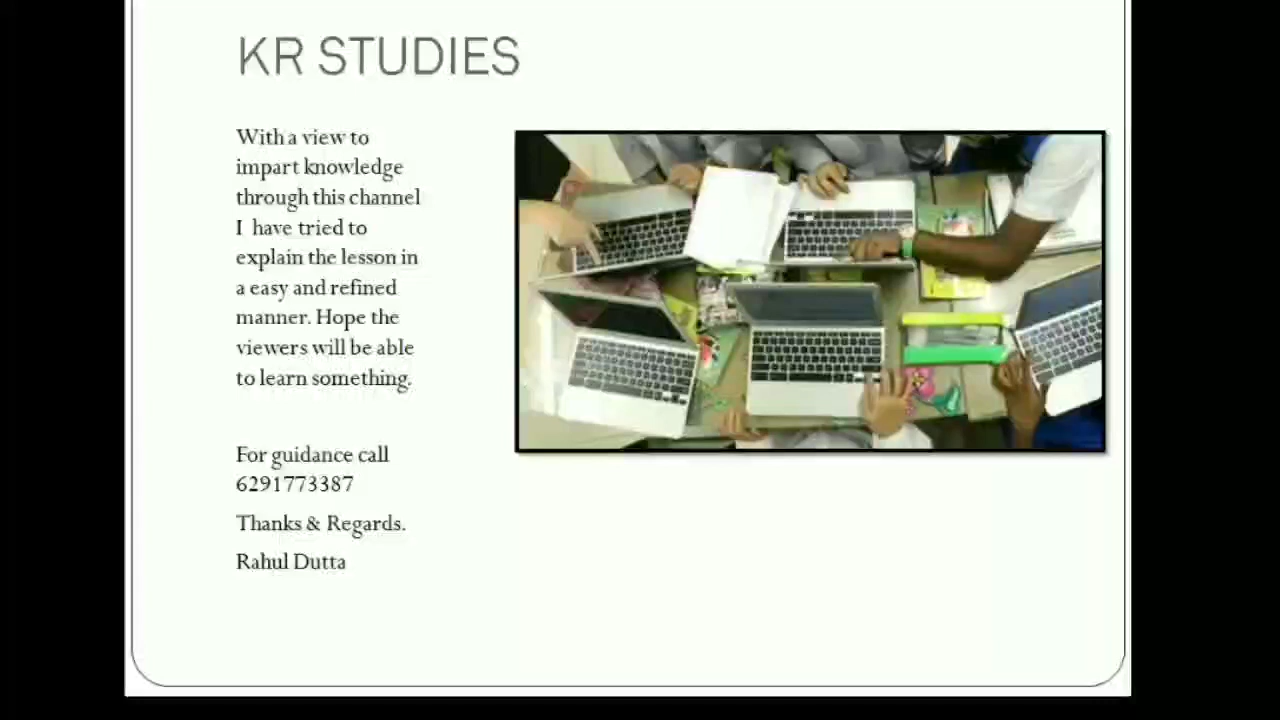 KR STUDIES
With a view to
impart knowledge
through this channel
I have tried to
explain the lesson in
a easy and refined
manner. Hope the
viewers will be able
to learn something.
For guidance call
6291773387
Thanks & Regards.
Rahul Dutta